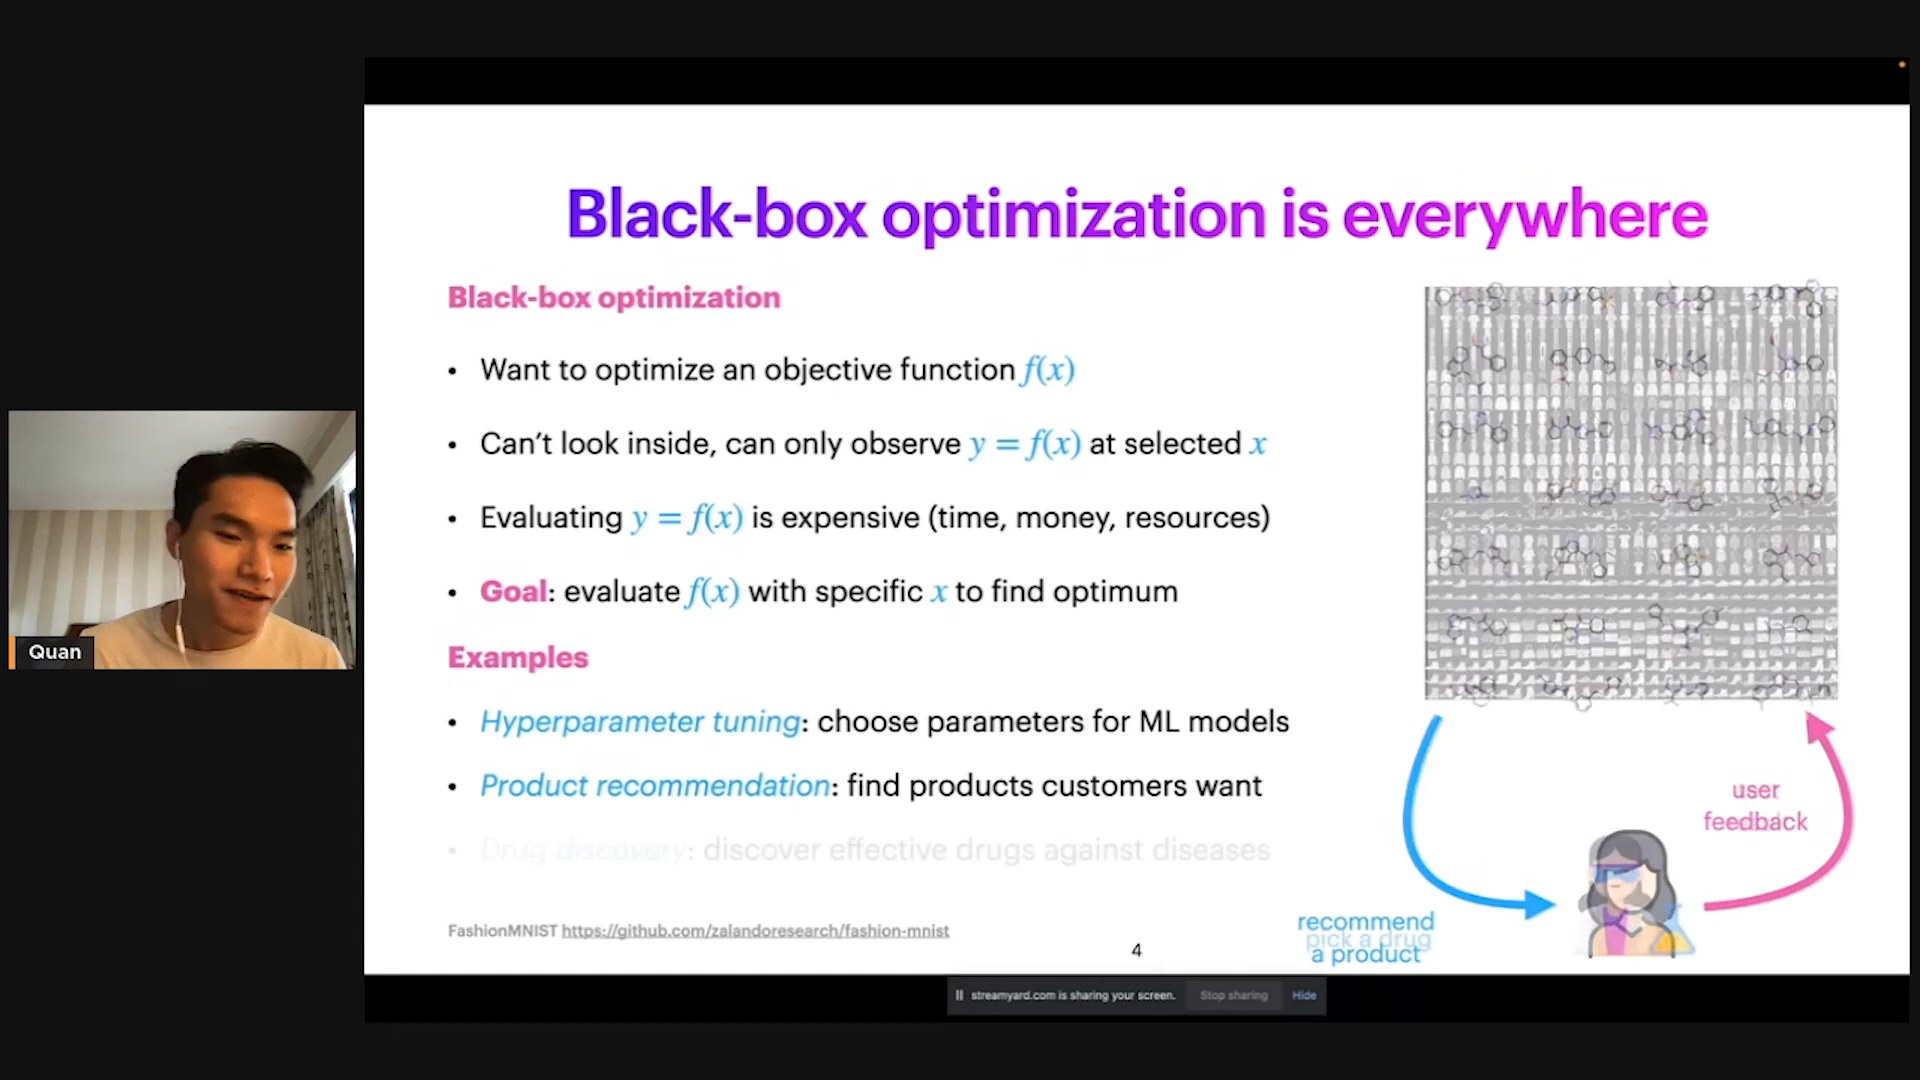 Black-box optimization is everywhere
Black-box optimization
• Want to optimize an objective function f(x)
• Can't look inside, can only observe y = f(x) at selected x
• Evaluating y = f(x) is expensive (time, money, resources)
• Goal: evaluate f(x) with specific x to find optimum
Examples
• Hyperparameter tuning: choose parameters for ML models
• Product recommendation: find products customers want
• Drug discovery: discover effective drugs against diseases
FashionMNIST https://github.com/zalandoresearch/fashion-mnist
4
user
feedback
recommend
pick a drug
a product
Quan
streamyard.com is sharing your screen. Stop sharing Hide